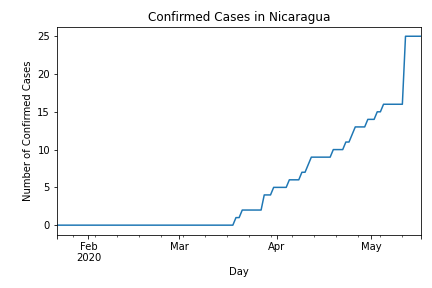 Confirmed Cases in Nicaragua
Number of Confirmed Cases
25
20
15
10
5
0
Feb
2020
Mar
Apr
May
Day